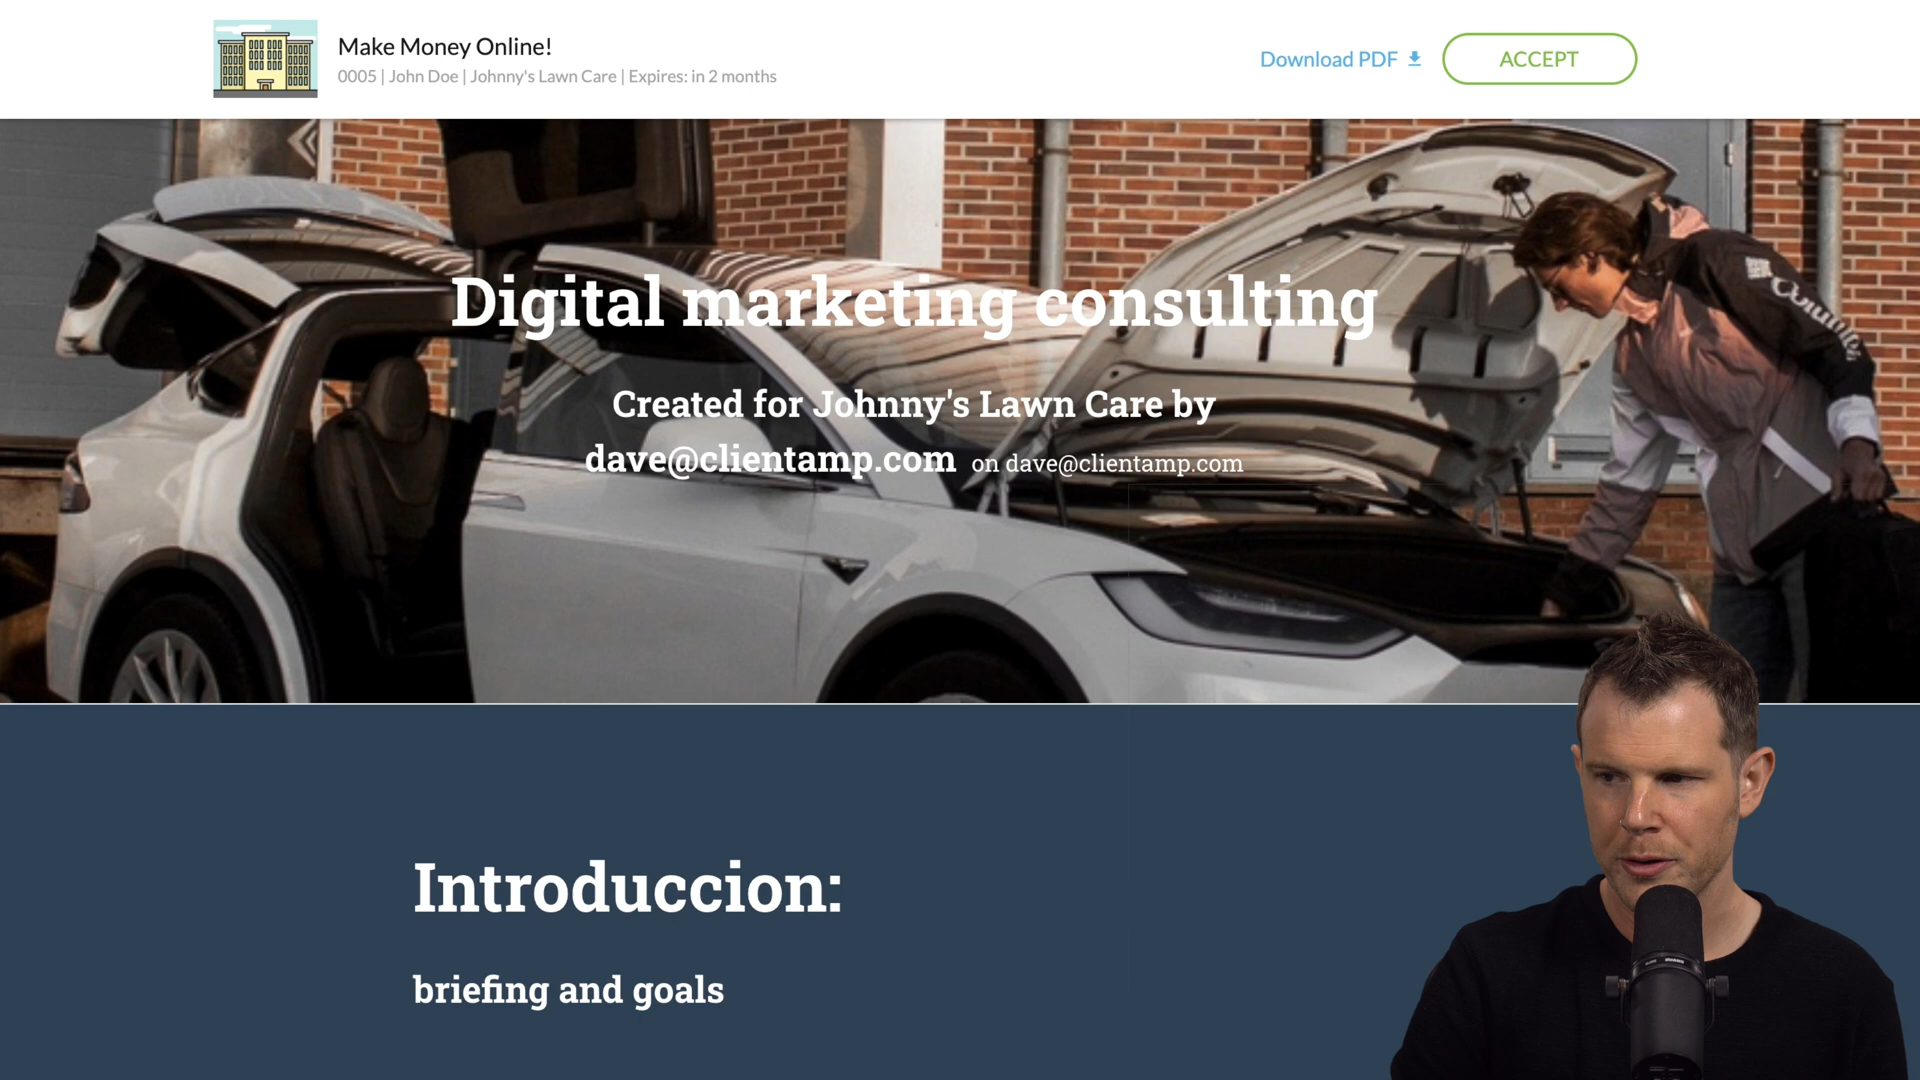 Make Money Online!
0005 | John Doe | Johnny's Lawn Care | Expires: in 2 months
Download PDF
ACCEPT
Digital marketing consulting
Created for Johnny's Lawn Care by
dave@clientamp.com on dave@clientamp.com
Introduccion:
briefing and goals